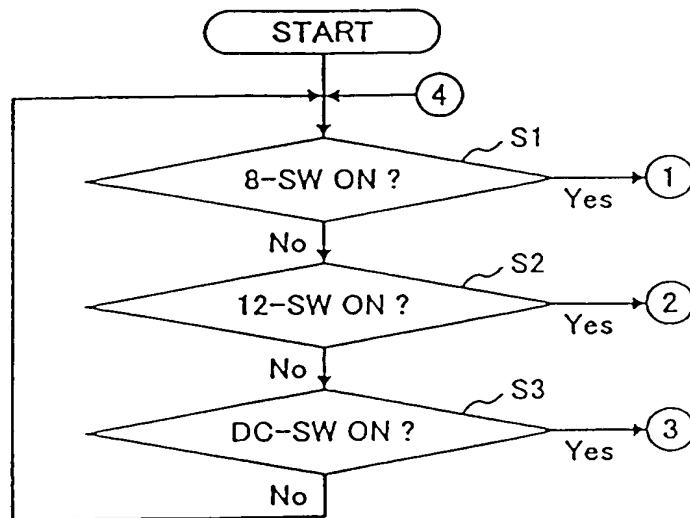 START
4
S1
8-SW ON ?
1
Yes
No
S2
12-SW ON ?
2
Yes
No
S3
DC-SW ON ?
3
Yes
No